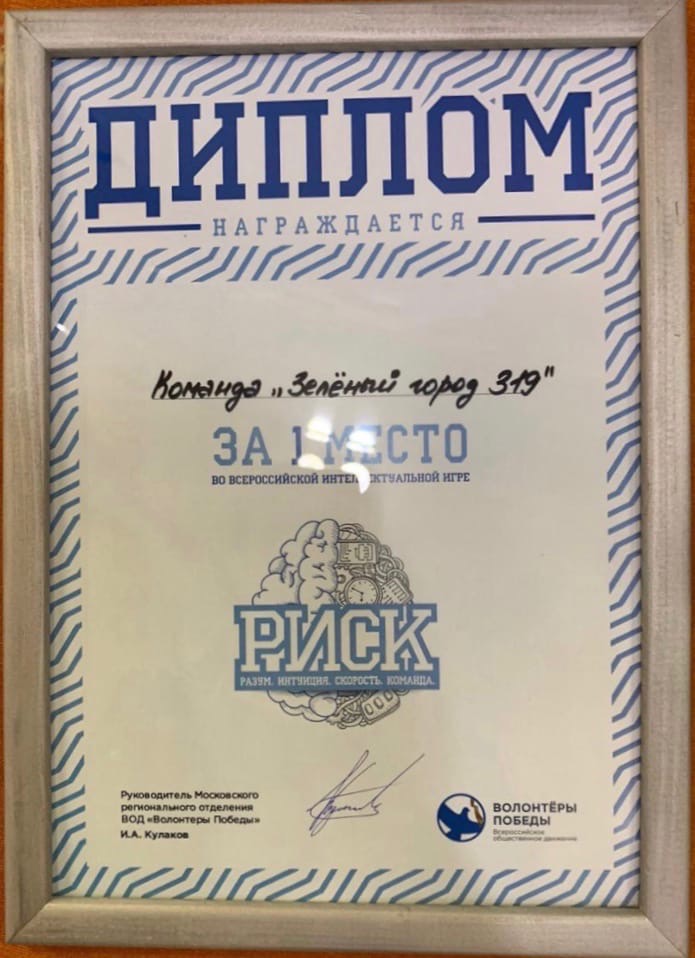 ДИПЛОМ
НАГРАЖДАЕТСЯ
Команда „Зелёный город 319"
ЗА 1 МЕСТО
ВО ВСЕРОССИЙСКОЙ ИНТЕЛЛЕКТУАЛЬНОЙ ИГРЕ
РИСК
РАЗУМ. ИНТУИЦИЯ. СКОРОСТЬ. КОМАНДА.
Руководитель Московского
регионального отделения
ВОД «Волонтеры Победы»
И.А. Кулаков
ВОЛОНТЁРЫ
ПОБЕДЫ
Всероссийское
общественное движение